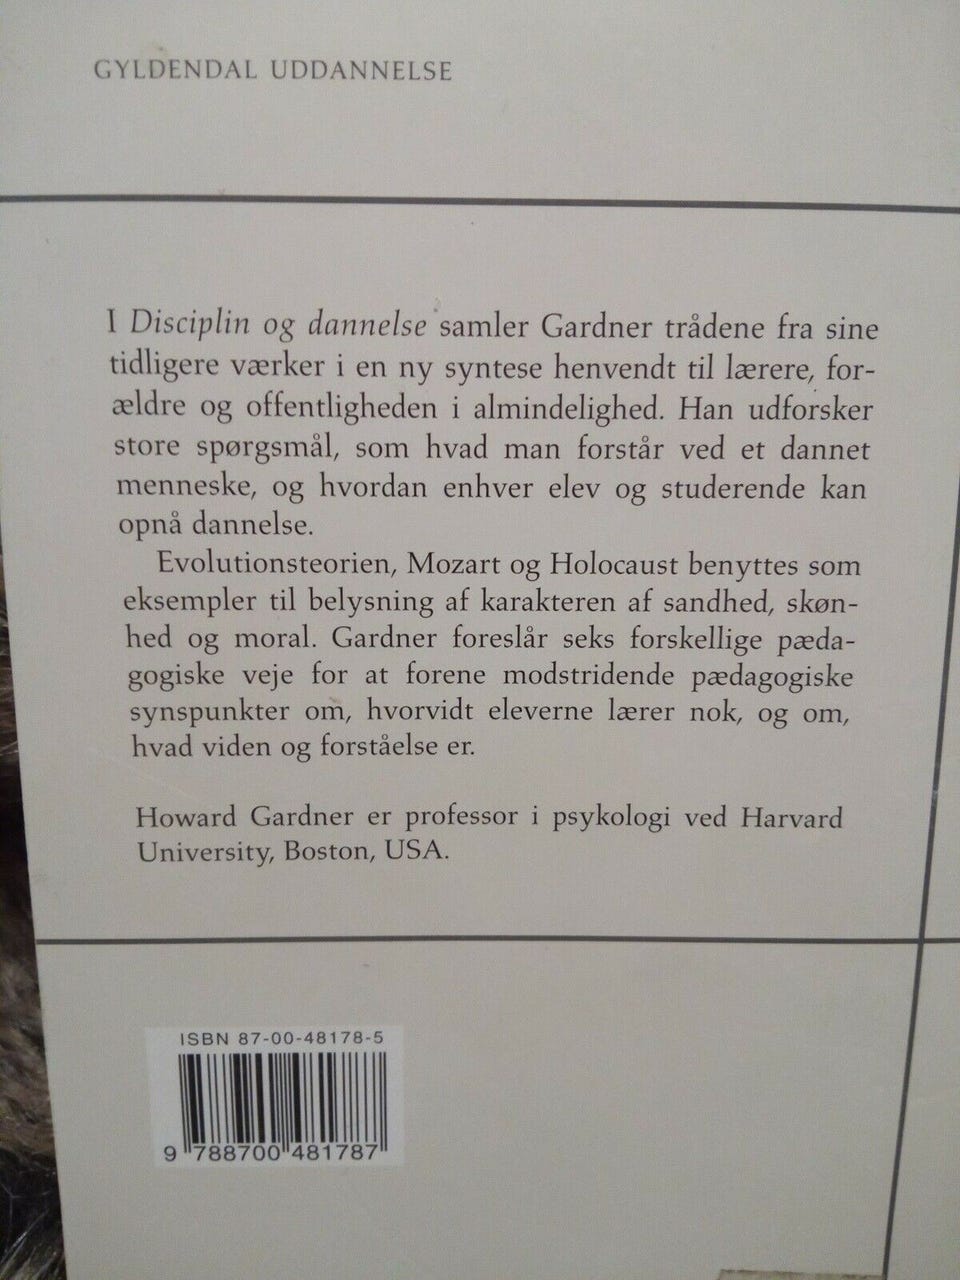 GYLDENDAL UDDANNELSE
I Disciplin og dannelse samler Gardner trådene fra sine
tidligere værker i en ny syntese henvendt til lærere, for-
ældre og offentligheden i almindelighed. Han udforsker
store spørgsmål, som hvad man forstår ved et dannet
menneske, og hvordan enhver elev og studerende kan
opnå dannelse.
Evolutionsteorien, Mozart og Holocaust benyttes som
eksempler til belysning af karakteren af sandhed, skøn-
hed og moral. Gardner foreslår seks forskellige pæda-
gogiske veje for at forene modstridende pædagogiske
synspunkter om, hvorvidt eleverne lærer nok, og om,
hvad viden og forståelse er.
Howard Gardner er professor i psykologi ved Harvard
University, Boston, USA.
ISBN 87-00-48178-5
9 788700 481787